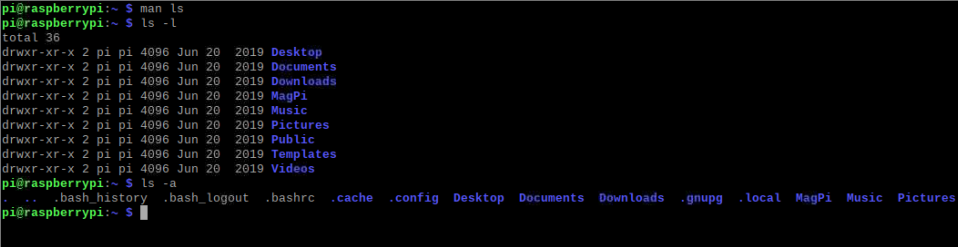 pi@raspberrypi:~ $ man ls
pi@raspberrypi:~ $ ls -l
total 36
drwxr-xr-x 2 pi pi 4096 Jun 20  2019 Desktop
drwxr-xr-x 2 pi pi 4096 Jun 20  2019 Documents
drwxr-xr-x 2 pi pi 4096 Jun 20  2019 Downloads
drwxr-xr-x 2 pi pi 4096 Jun 20  2019 MagPi
drwxr-xr-x 2 pi pi 4096 Jun 20  2019 Music
drwxr-xr-x 2 pi pi 4096 Jun 20  2019 Pictures
drwxr-xr-x 2 pi pi 4096 Jun 20  2019 Public
drwxr-xr-x 2 pi pi 4096 Jun 20  2019 Templates
drwxr-xr-x 2 pi pi 4096 Jun 20  2019 Videos
pi@raspberrypi:~ $ ls -a
.  ..  .bash_history  .bash_logout  .bashrc  .cache  .config  Desktop  Documents  Downloads  .gnupg  .local  MagPi  Music  Pictures
pi@raspberrypi:~ $